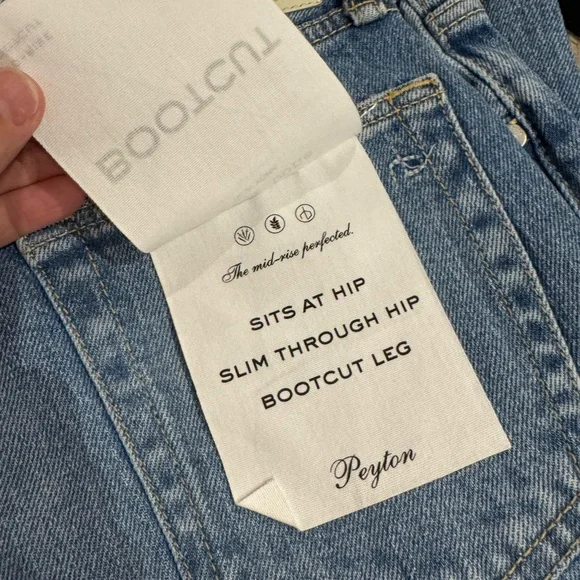 BOOTCUT
The mid-rise perfected.
SITS AT HIP
SLIM THROUGH HIP
BOOTCUT LEG
Peyton